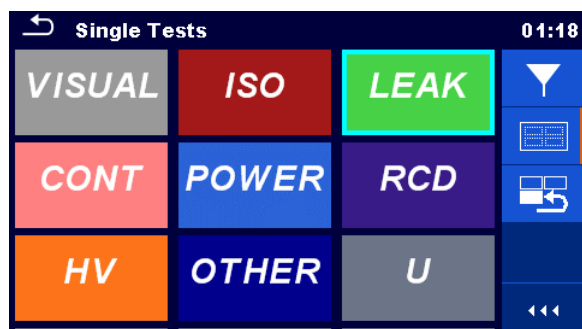 Single Tests 01:18
VISUAL ISO LEAK
CONT POWER RCD
HV OTHER U